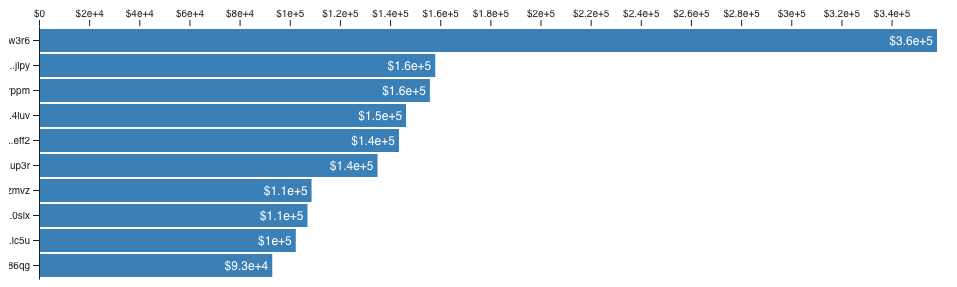 $0 $2e+4 $4e+4 $6e+4 $8e+4 $1e+5 $1.2e+5 $1.4e+5 $1.6e+5 $1.8e+5 $2e+5 $2.2e+5 $2.4e+5 $2.6e+5 $2.8e+5 $3e+5 $3.2e+5 $3.4e+5
w3r6 $3.6e+5
..jlpy $1.6e+5
rppm $1.6e+5
.4luv $1.5e+5
..eff2 $1.4e+5
up3r $1.4e+5
zmvz $1.1e+5
.0slx $1.1e+5
.lc5u $1e+5
86qg $9.3e+4